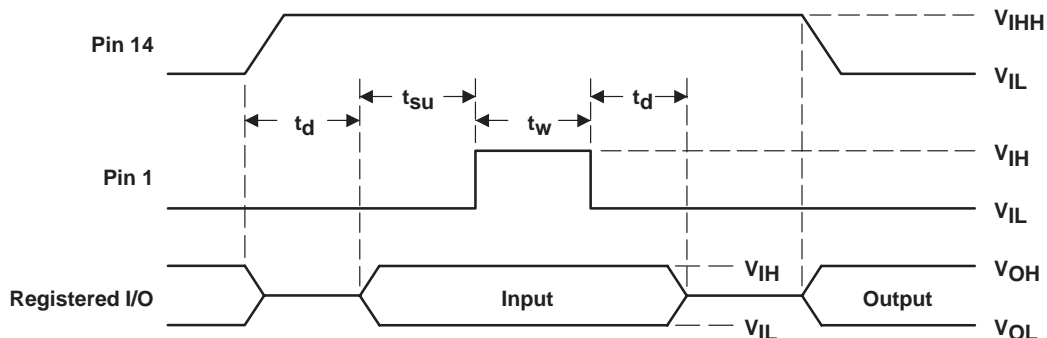 Pin 14
VIHH
VIL
td
tsu
tw
td
Pin 1
VIH
VIL
Registered I/O
Input
VIH
VIL
Output
VOH
VOL